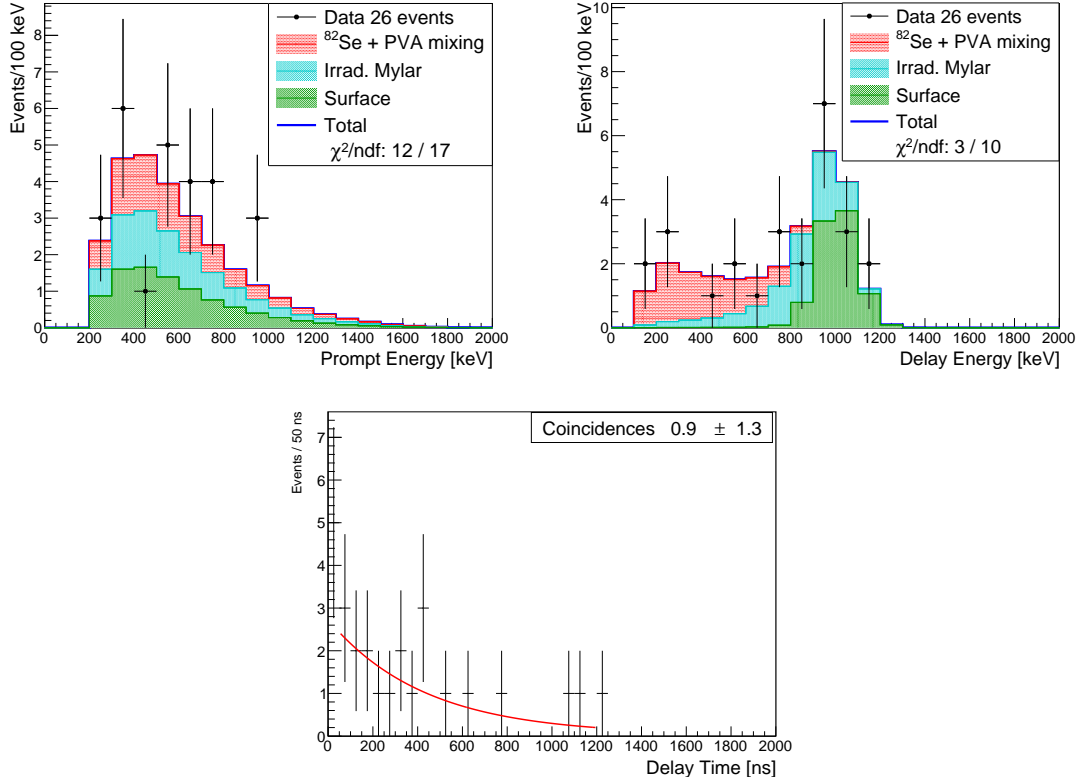 Events/100 keV
8
7
6
5
4
3
2
1
0
0 200 400 600 800 1000 1200 1400 1600 1800 2000
Prompt Energy [keV]
Data 26 events
⁸²Se + PVA mixing
Irrad. Mylar
Surface
Total
χ²/ndf: 12 / 17
Events/100 keV
10
8
6
4
2
0
0 200 400 600 800 1000 1200 1400 1600 1800 2000
Delay Energy [keV]
Data 26 events
⁸²Se + PVA mixing
Irrad. Mylar
Surface
Total
χ²/ndf: 3 / 10
Events / 50 ns
7
6
5
4
3
2
1
0
0 200 400 600 800 1000 1200 1400 1600 1800 2000
Delay Time [ns]
Coincidences 0.9 ± 1.3